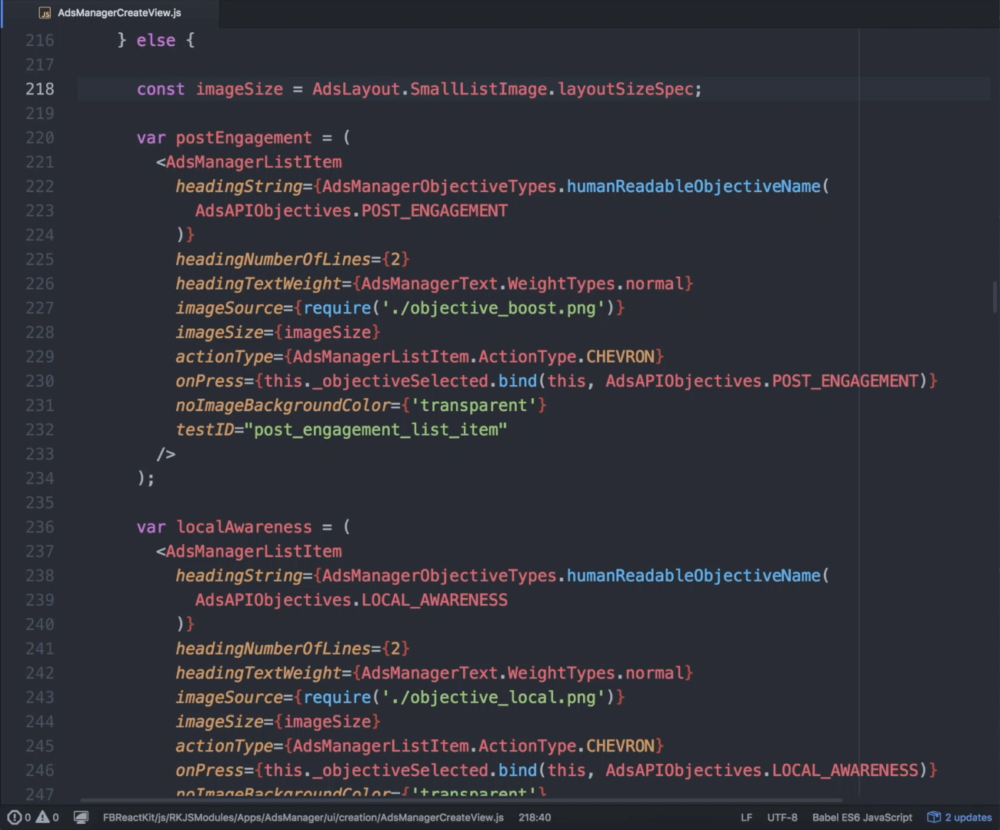 AdsManagerCreateView.js
216 } else {
217
218 const imageSize = AdsLayout.SmallListImage.layoutSizeSpec;
219
220 var postEngagement = (
221 <AdsManagerListItem
222 headingString={AdsManagerObjectiveTypes.humanReadableObjectiveName(
223 AdsAPIObjectives.POST_ENGAGEMENT
224 )}
225 headingNumberOfLines={2}
226 headingTextWeight={AdsManagerText.WeightTypes.normal}
227 imageSource={require('./objective_boost.png')}
228 imageSize={imageSize}
229 actionType={AdsManagerListItem.ActionType.CHEVRON}
230 onPress={this._objectiveSelected.bind(this, AdsAPIObjectives.POST_ENGAGEMENT)}
231 noImageBackgroundColor={'transparent'}
232 testID="post_engagement_list_item"
233 />
234 );
235
236 var localAwareness = (
237 <AdsManagerListItem
238 headingString={AdsManagerObjectiveTypes.humanReadableObjectiveName(
239 AdsAPIObjectives.LOCAL_AWARENESS
240 )}
241 headingNumberOfLines={2}
242 headingTextWeight={AdsManagerText.WeightTypes.normal}
243 imageSource={require('./objective_local.png')}
244 imageSize={imageSize}
245 actionType={AdsManagerListItem.ActionType.CHEVRON}
246 onPress={this._objectiveSelected.bind(this, AdsAPIObjectives.LOCAL_AWARENESS)}
247 noImageBackgroundColor={'transparent'}
0 0 FBReactKit/js/RKJSModules/Apps/AdsManager/ui/creation/AdsManagerCreateView.js 218:40 LF UTF-8 Babel ES6 JavaScript 2 updates